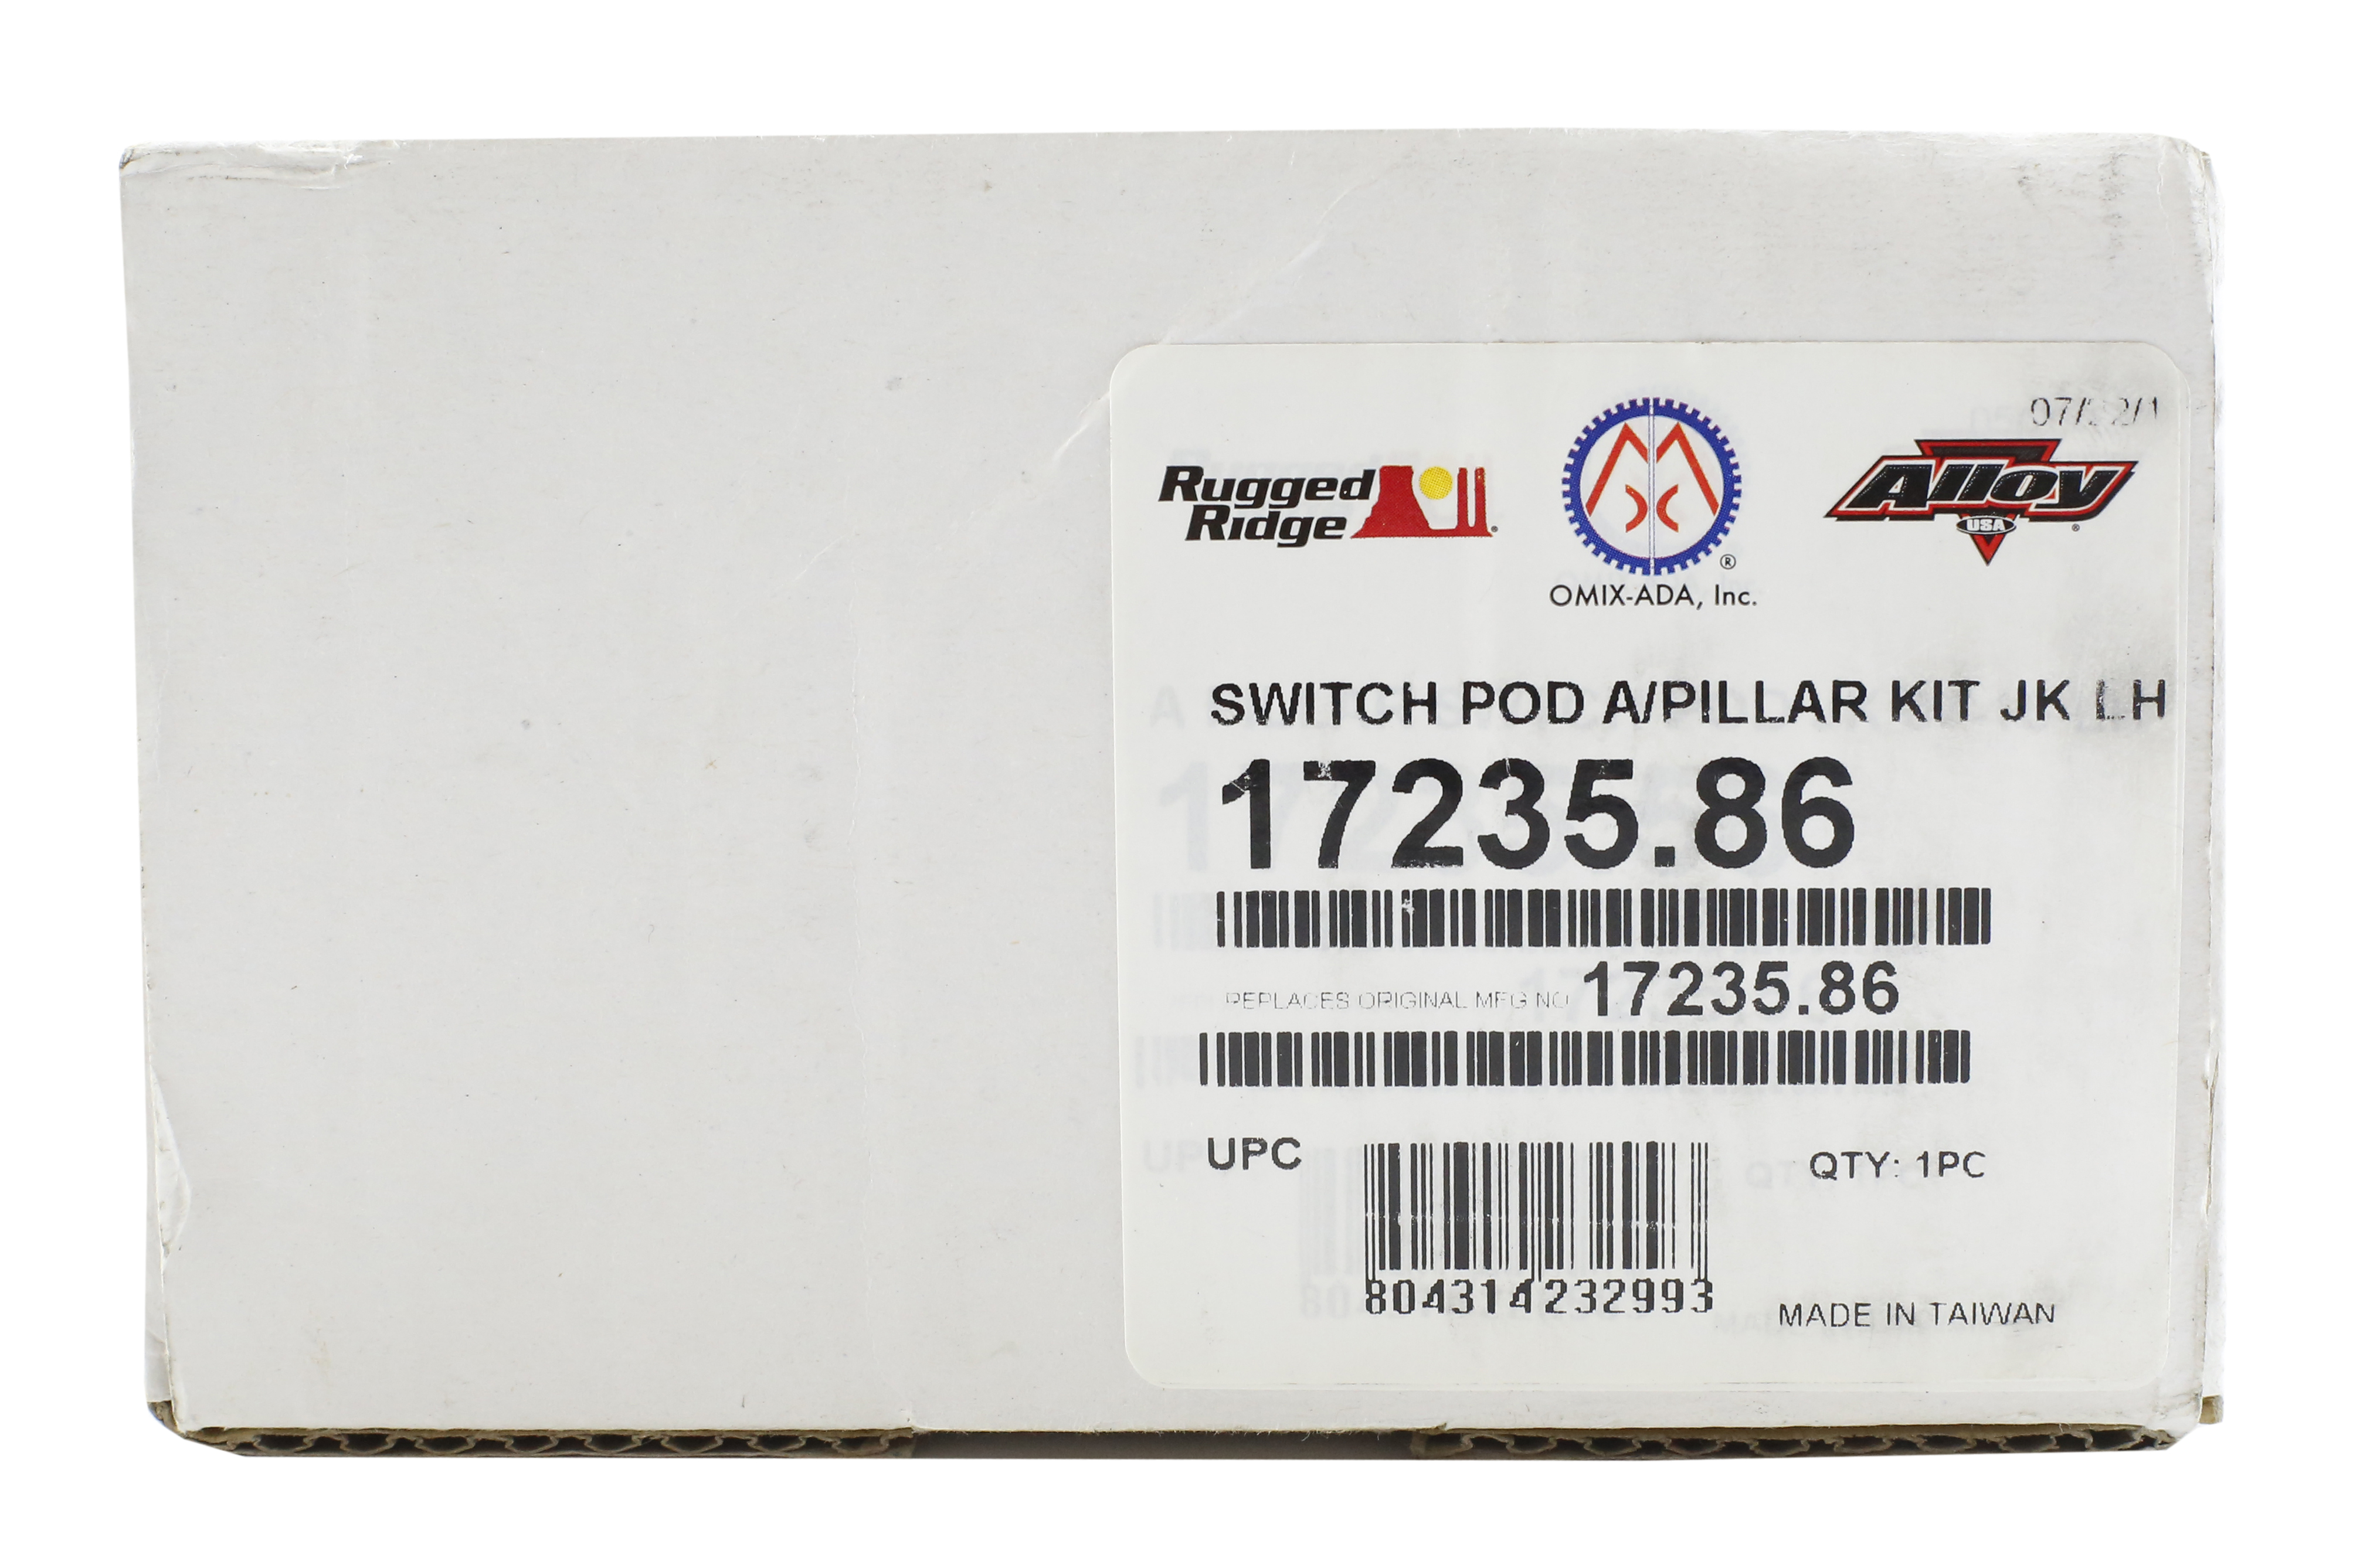 Rugged
Ridge
OMIX-ADA, Inc.
Alloy
USA
SWITCH POD A/PILLAR KIT JK LH
17235.86
REPLACES ORIGINAL MFG NO 17235.86
UPC
QTY: 1PC
804314232993
MADE IN TAIWAN